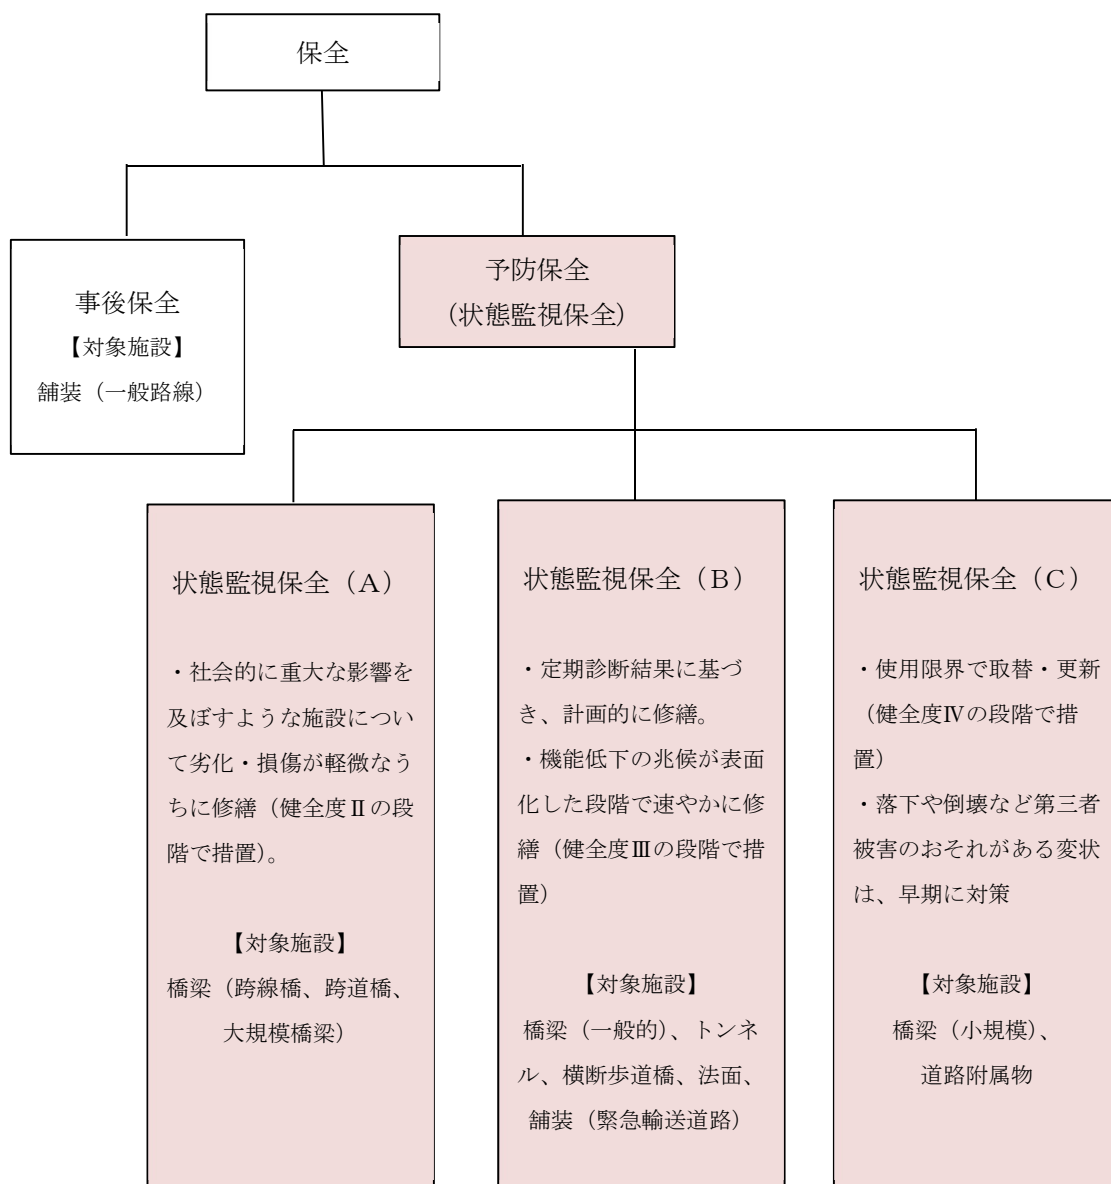 保全
事後保全
【対象施設】
舗装（一般路線）
予防保全
（状態監視保全）
状態監視保全（A）
・社会的に重大な影響を
及ぼすような施設につい
て劣化・損傷が軽微なう
ちに修繕（健全度Ⅱの段
階で措置）。
【対象施設】
橋梁（跨線橋、跨道橋、
大規模橋梁）
状態監視保全（B）
・定期診断結果に基づ
き、計画的に修繕。
・機能低下の兆候が表面
化した段階で速やかに修
繕（健全度Ⅲの段階で措
置）
【対象施設】
橋梁（一般的）、トンネ
ル、横断歩道橋、法面、
舗装（緊急輸送道路）
状態監視保全（C）
・使用限界で取替・更新
（健全度Ⅳの段階で措
置）
・落下や倒壊など第三者
被害のおそれがある変状
は、早期に対策
【対象施設】
橋梁（小規模）、
道路附属物